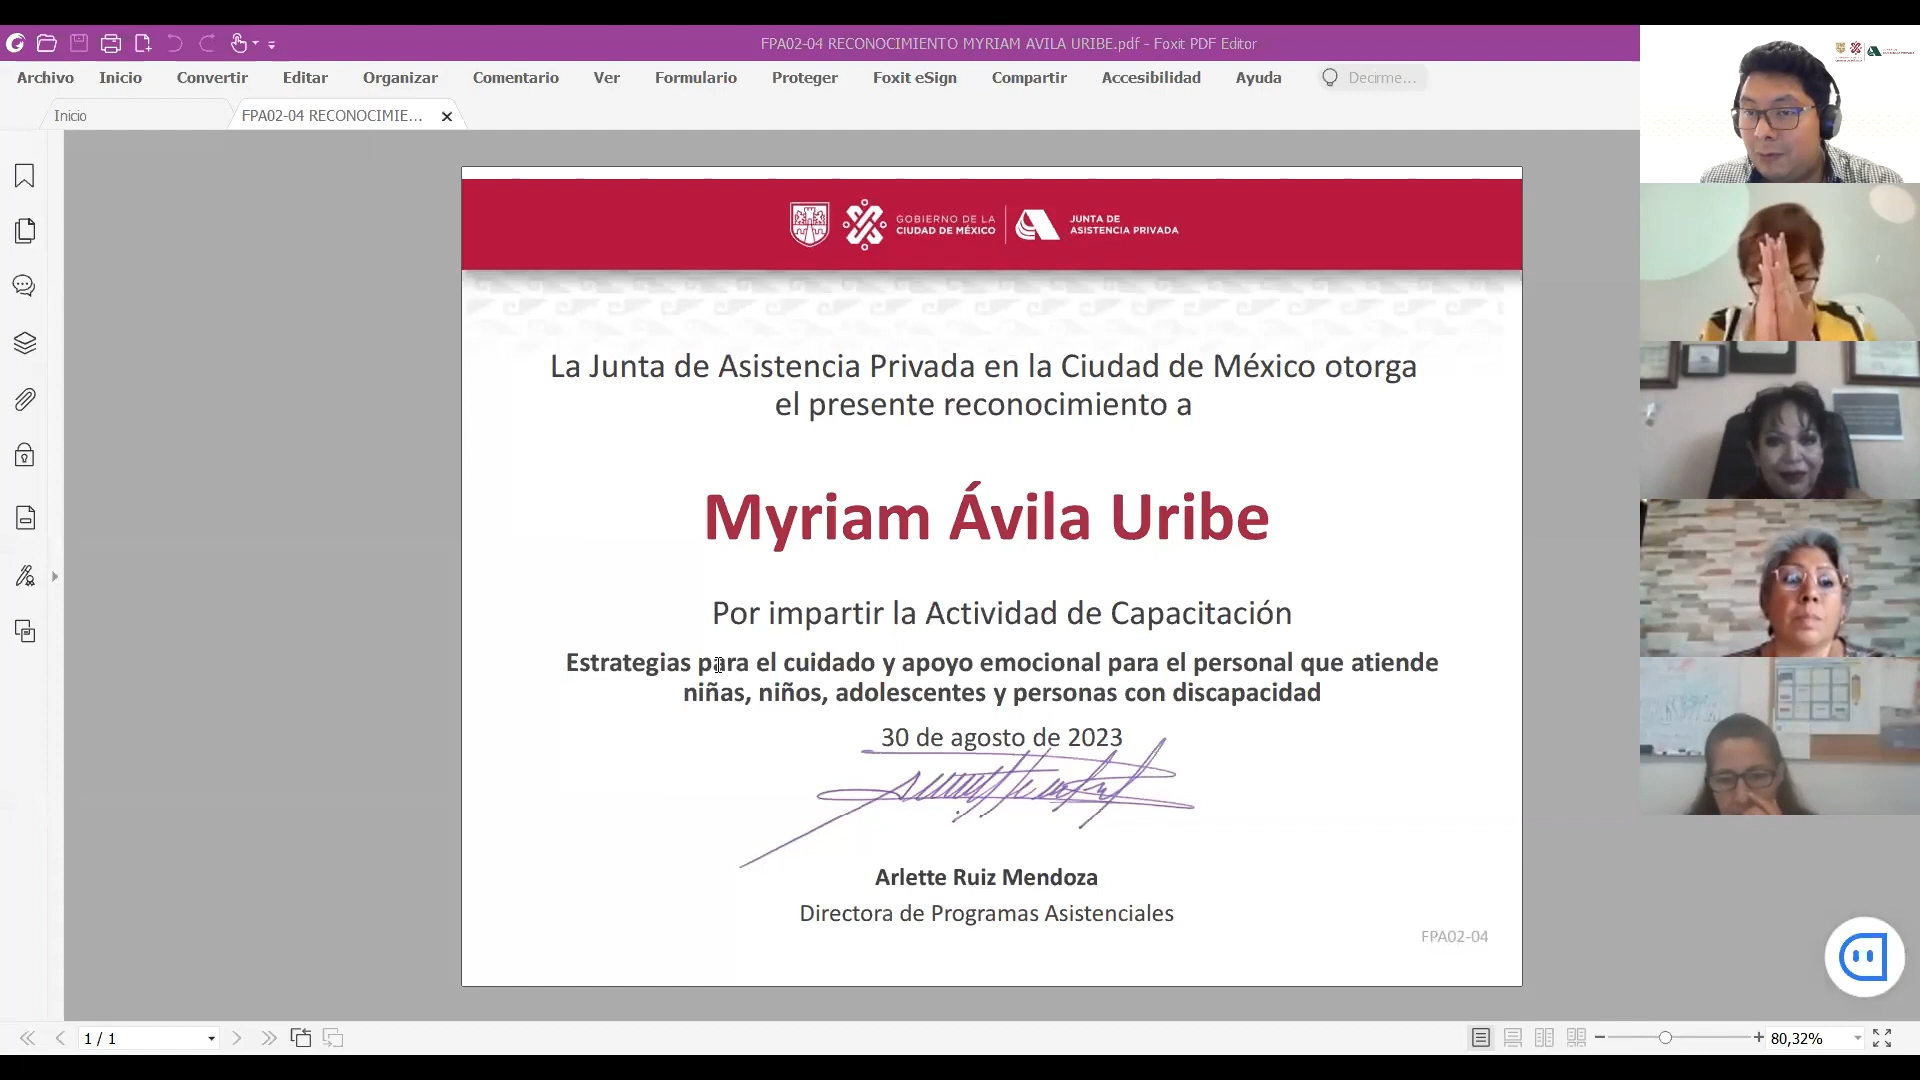 FPA02-04 RECONOCIMIENTO MYRIAM AVILA URIBE.pdf - Foxit PDF Editor
Archivo Inicio Convertir Editar Organizar Comentario Ver Formulario Proteger Foxit eSign Compartir Accesibilidad Ayuda Decirme...
Inicio
FPA02-04 RECONOCIMIE...
GOBIERNO DE LA
CIUDAD DE MÉXICO
JUNTA DE
ASISTENCIA PRIVADA
La Junta de Asistencia Privada en la Ciudad de México otorga
el presente reconocimiento a
Myriam Ávila Uribe
Por impartir la Actividad de Capacitación
Estrategias para el cuidado y apoyo emocional para el personal que atiende
niñas, niños, adolescentes y personas con discapacidad
30 de agosto de 2023
Arlette Ruiz Mendoza
Directora de Programas Asistenciales
FPA02-04
1 / 1
80,32%